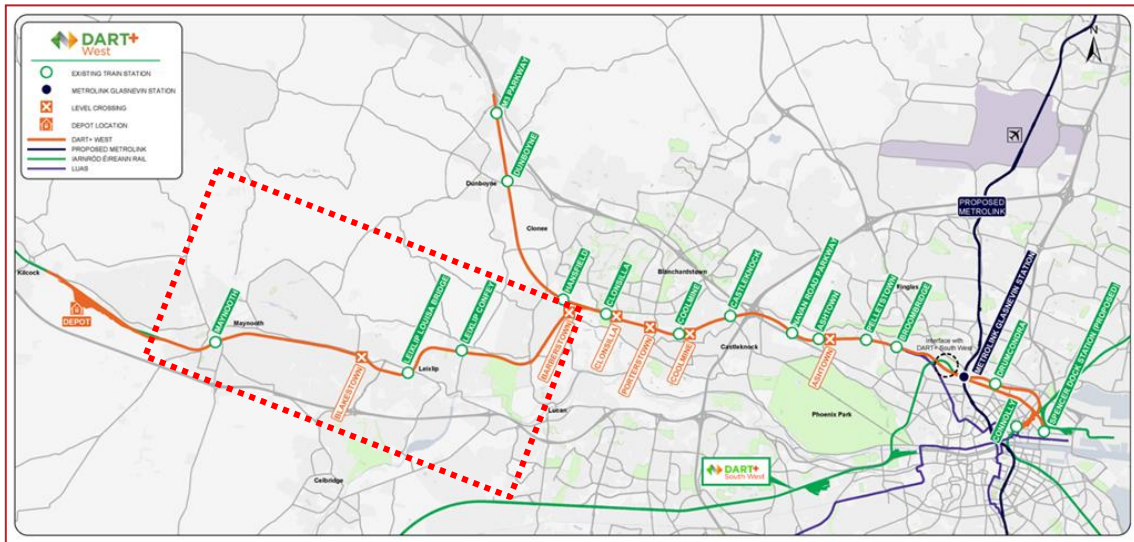 DART+
West
EXISTING TRAIN STATION
METROLINK GLASNEVIN STATION
LEVEL CROSSING
DEPOT LOCATION
DART+ WEST
PROPOSED METROLINK
IARNRÓD ÉIREANN RAIL
LUAS
N
M3 PARKWAY
DUNBOYNE
Dunboyne
Clonee
PROPOSED
METROLINK
Kilcock
DEPOT
MAYNOOTH
Maynooth
BLAKESTOWN
LEIXLIP LOUISA BRIDGE
Leixlip
LEIXLIP CONFEY
HANSFIELD
BARBERSTOWN
CLONSILLA
CLONSILLA
Blanchardstown
PORTERSTOWN
COOLMINE
COOLMINE
CASTLEKNOCK
Castleknock
NAVAN ROAD PARKWAY
ASHTOWN
ASHTOWN
PELLETSTOWN
Finglas
BROOMBRIDGE
Interface with
DART+ South West
METROLINK GLASNEVIN STATION
DRUMCONDRA
SPENCER DOCK STATION (PROPOSED)
CONNOLLY
Phoenix Park
Lucan
Celbridge
DART+
South West